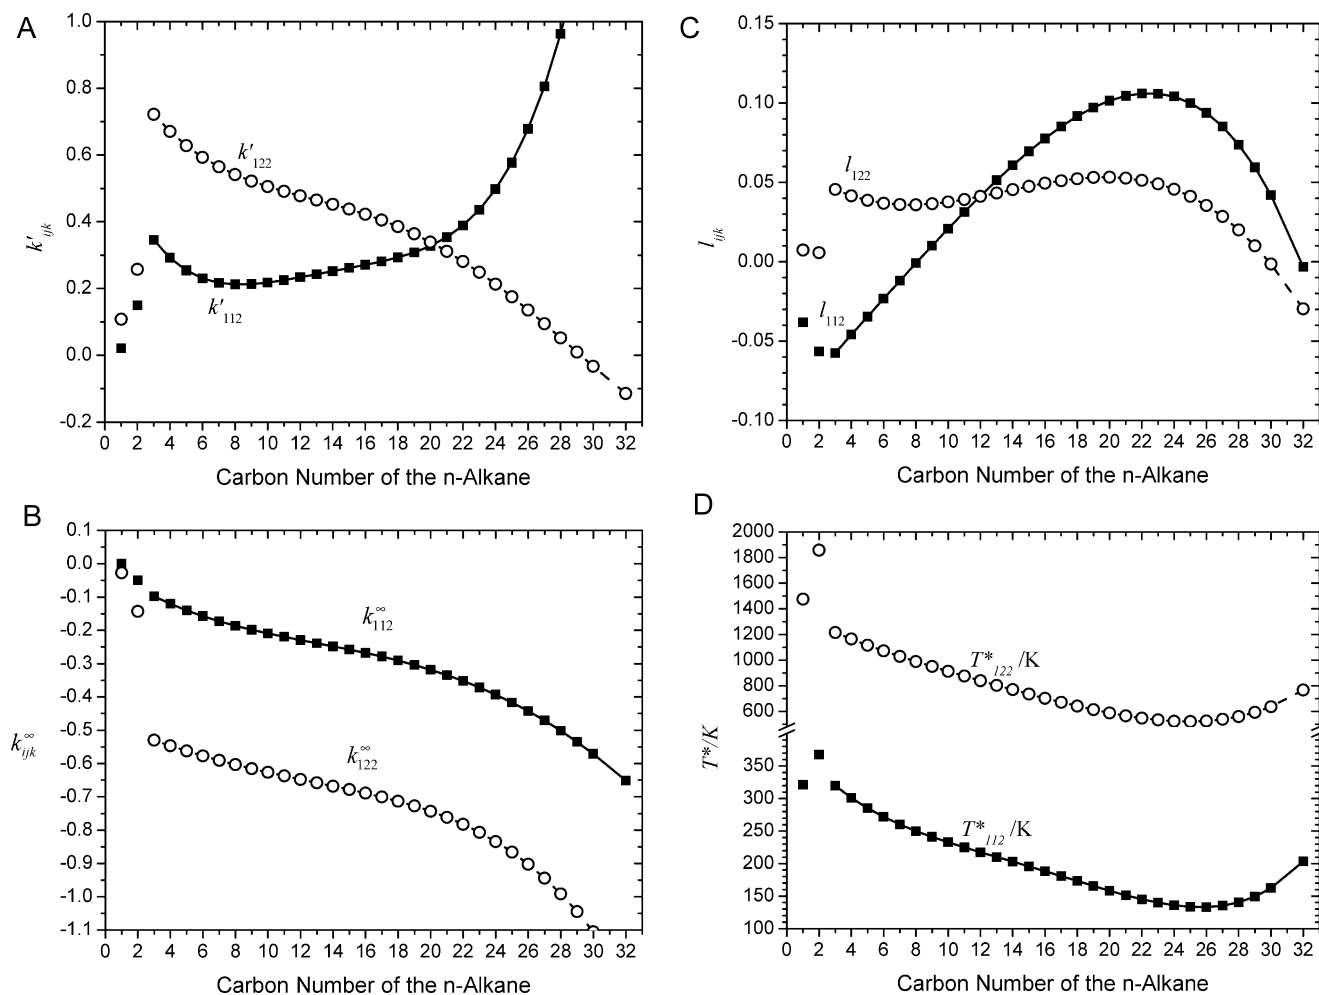 A
1.0
0.8
0.6
0.4
0.2
0.0
-0.2
k'ijk
k'122
k'112
0 2 4 6 8 10 12 14 16 18 20 22 24 26 28 30 32
Carbon Number of the n-Alkane
C
0.15
0.10
0.05
0.00
-0.05
-0.10
lijk
l122
l112
0 2 4 6 8 10 12 14 16 18 20 22 24 26 28 30 32
Carbon Number of the n-Alkane
B
0.1
0.0
-0.1
-0.2
-0.3
-0.4
-0.5
-0.6
-0.7
-0.8
-0.9
-1.0
-1.1
k∞ijk
k∞112
k∞122
0 2 4 6 8 10 12 14 16 18 20 22 24 26 28 30 32
Carbon Number of the n-Alkane
D
2000
1800
1600
1400
1200
1000
800
600
350
300
250
200
150
100
T*/K
T*122/K
T*112/K
0 2 4 6 8 10 12 14 16 18 20 22 24 26 28 30 32
Carbon Number of the n-Alkane